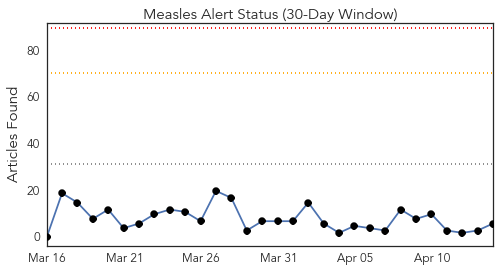 Measles Alert Status (30-Day Window)
Articles Found
80
60
40
20
0
Mar 16 Mar 21 Mar 26 Mar 31 Apr 05 Apr 10